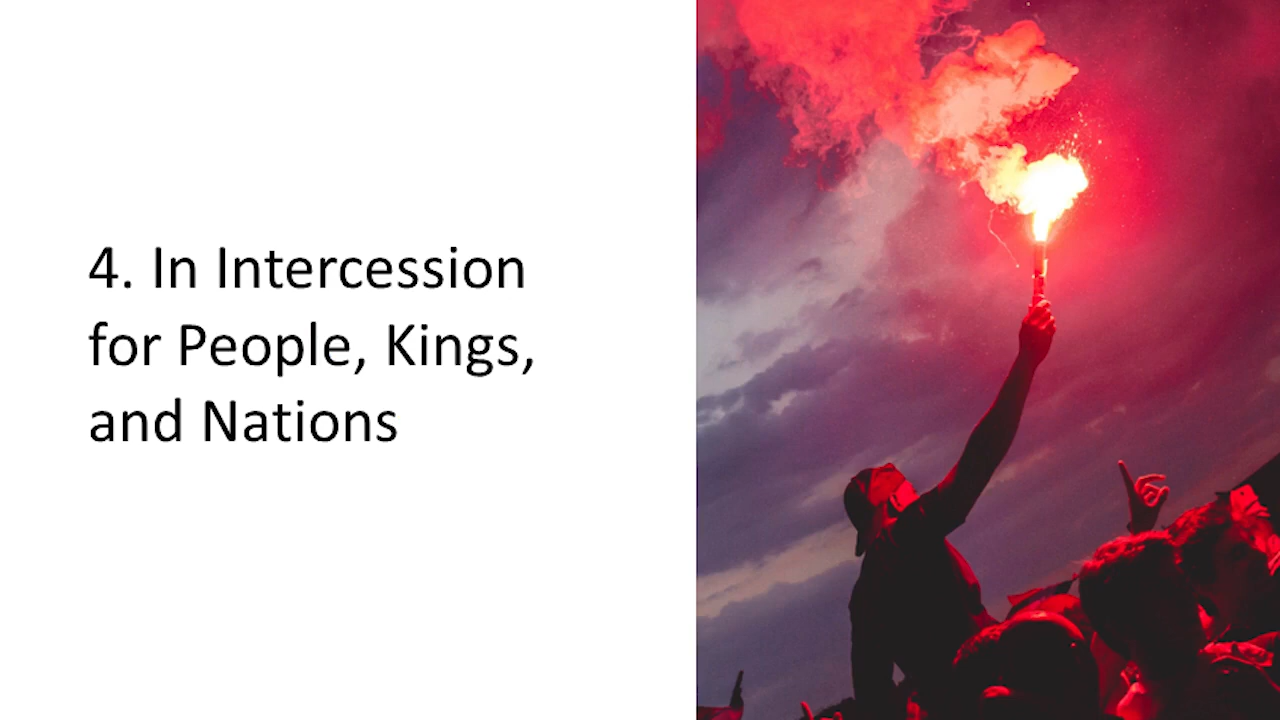 4. In Intercession
for People, Kings,
and Nations